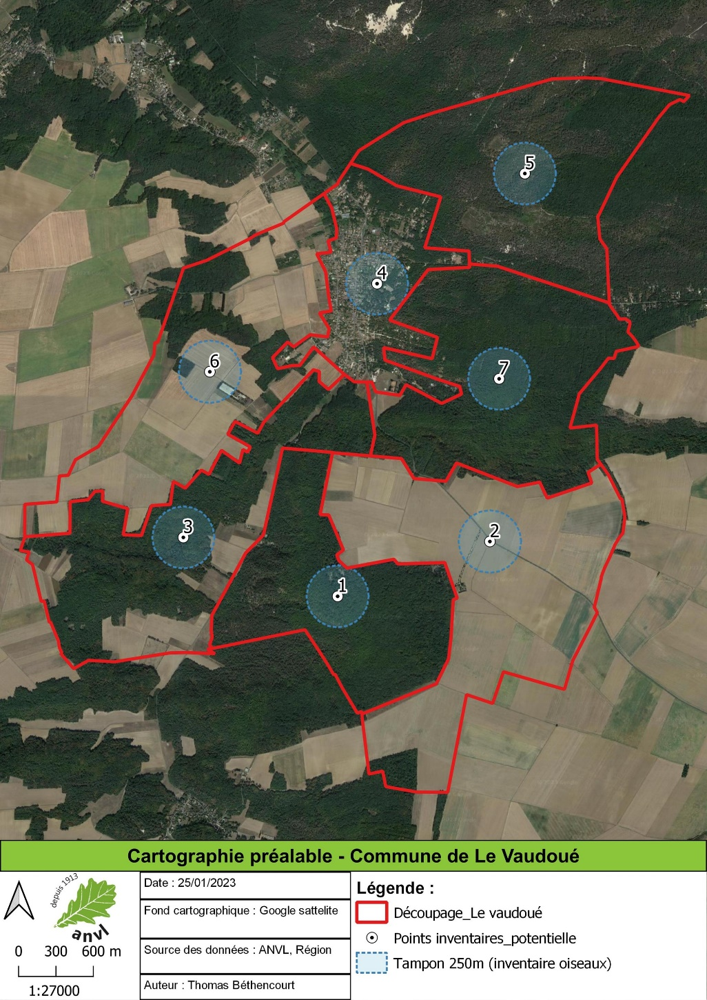 5
4
6
7
3
2
1
Cartographie préalable - Commune de Le Vaudoué
depuis 1913
anvl
0 300 600 m
1:27000
Date : 25/01/2023
Fond cartographique : Google sattelite
Source des données : ANVL, Région
Auteur : Thomas Béthencourt
Légende :
Découpage_Le vaudoué
Points inventaires_potentielle
Tampon 250m (inventaire oiseaux)